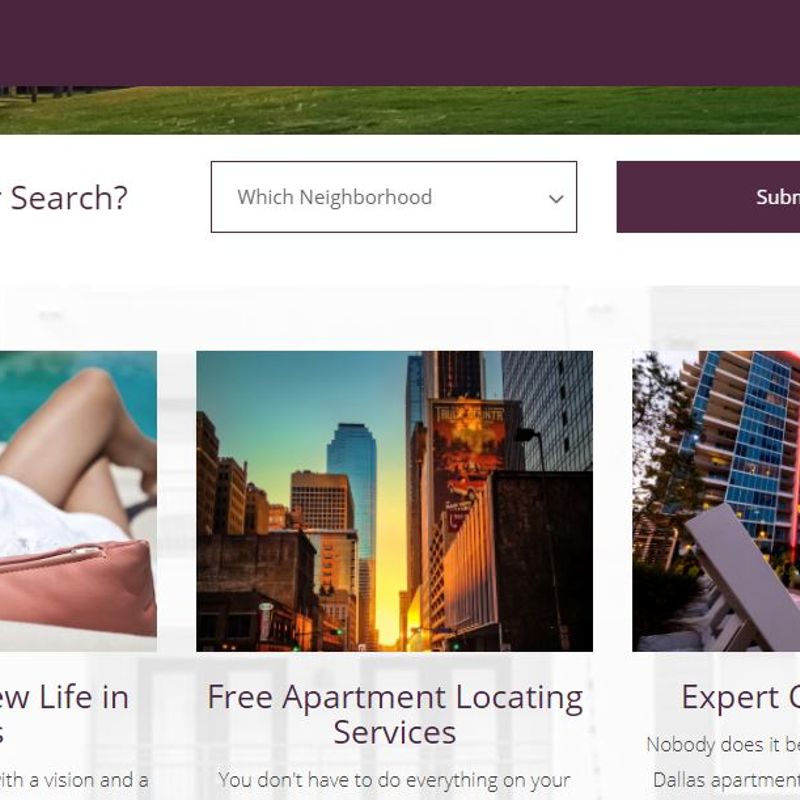 r Search?
Which Neighborhood
Subm
ew Life in
s
ith a vision and a
Free Apartment Locating
Services
You don't have to do everything on your
Expert C
Nobody does it be
Dallas apartment